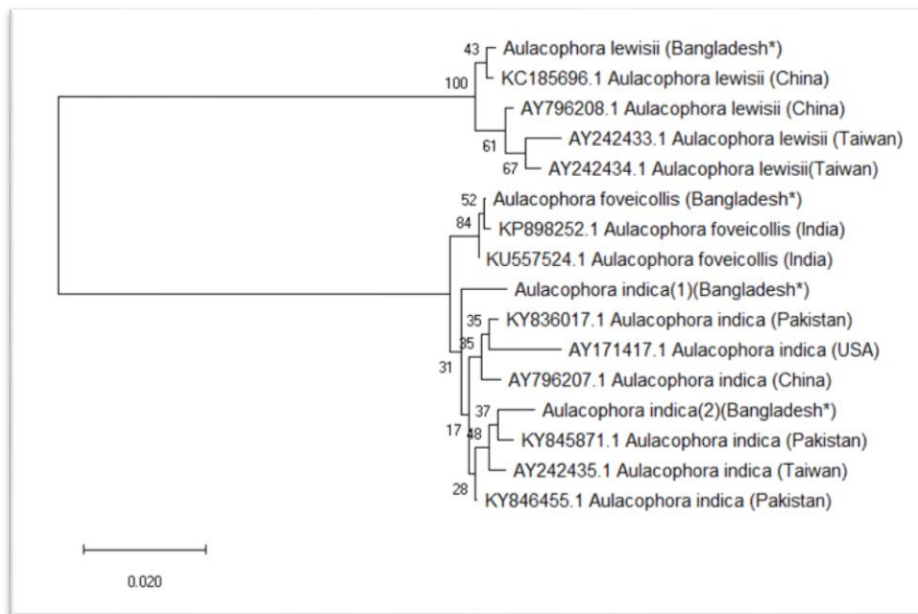 43
Aulacophora lewisii (Bangladesh*)
100
KC185696.1 Aulacophora lewisii (China)
AY796208.1 Aulacophora lewisii (China)
61
AY242433.1 Aulacophora lewisii (Taiwan)
67
AY242434.1 Aulacophora lewisii(Taiwan)
52
Aulacophora foveicollis (Bangladesh*)
84
KP898252.1 Aulacophora foveicollis (India)
KU557524.1 Aulacophora foveicollis (India)
Aulacophora indica(1)(Bangladesh*)
35
KY836017.1 Aulacophora indica (Pakistan)
35
31
AY171417.1 Aulacophora indica (USA)
AY796207.1 Aulacophora indica (China)
37
Aulacophora indica(2)(Bangladesh*)
17
48
KY845871.1 Aulacophora indica (Pakistan)
AY242435.1 Aulacophora indica (Taiwan)
28
KY846455.1 Aulacophora indica (Pakistan)
0.020